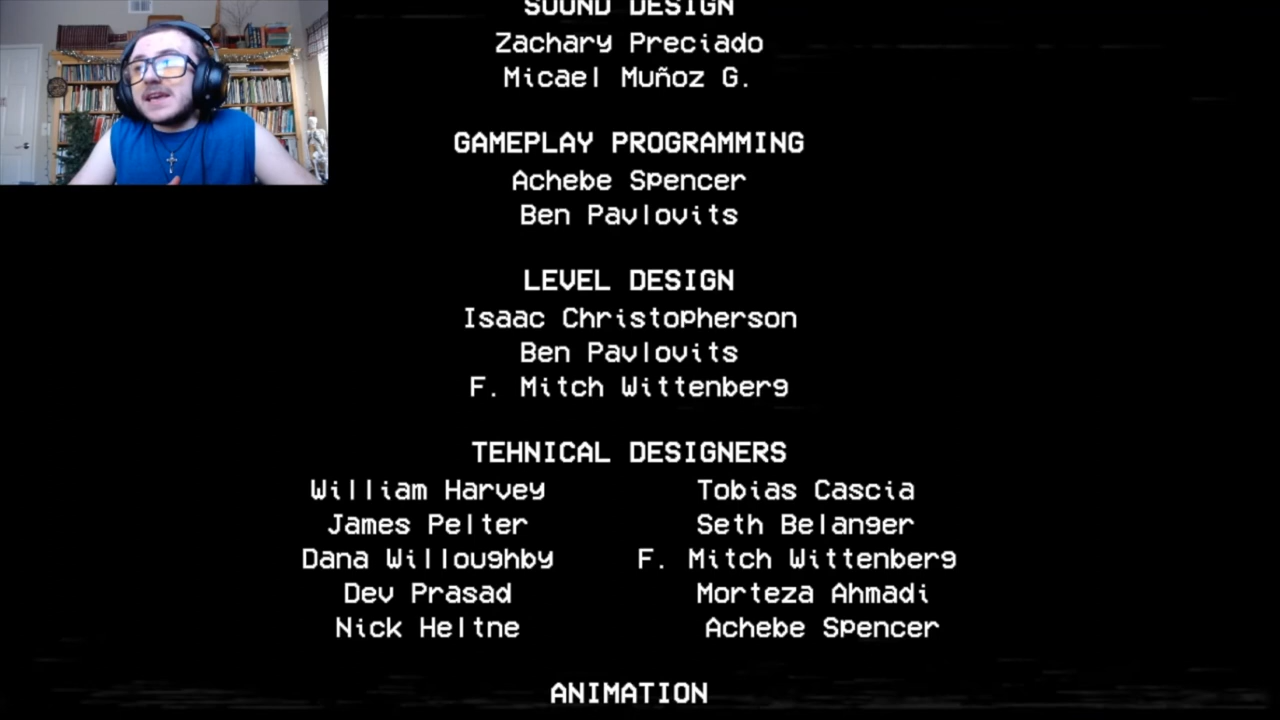 SOUND DESIGN
Zachary Preciado
Micael Muñoz G.
GAMEPLAY PROGRAMMING
Achebe Spencer
Ben Pavlovits
LEVEL DESIGN
Isaac Christopherson
Ben Pavlovits
F. Mitch Wittenberg
TEHNICAL DESIGNERS
William Harvey Tobias Cascia
James Pelter Seth Belanger
Dana Willoughby F. Mitch Wittenberg
Dev Prasad Morteza Ahmadi
Nick Heltne Achebe Spencer
ANIMATION